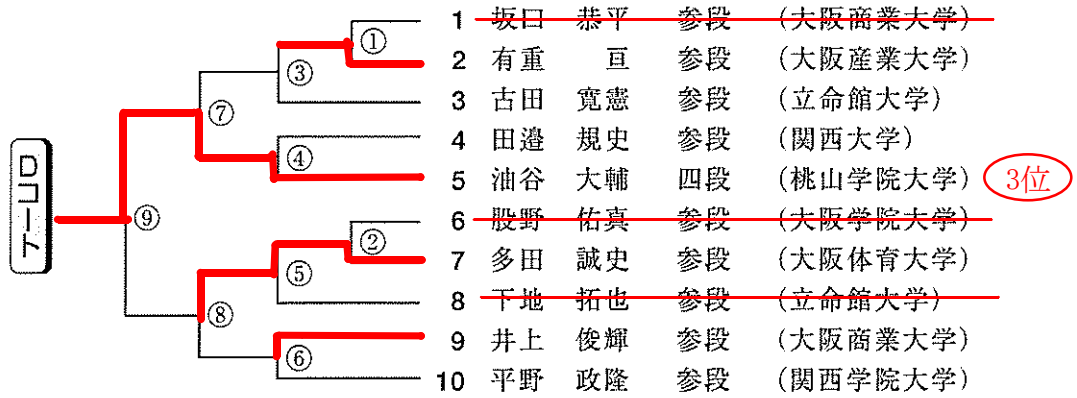 1 坂口 恭平 参段 (大阪商業大学)
2 有重 亘 参段 (大阪産業大学)
3 古田 寛憲 参段 (立命館大学)
4 田邉 規史 参段 (関西大学)
5 油谷 大輔 四段 (桃山学院大学) 3位
6 股野 佑真 参段 (大阪学院大学)
7 多田 誠史 参段 (大阪体育大学)
8 下地 拓也 参段 (立命館大学)
9 井上 俊輝 参段 (大阪商業大学)
10 平野 政隆 参段 (関西学院大学)
①
③
⑦
④
⑨
②
⑤
⑧
⑥
トーコロ